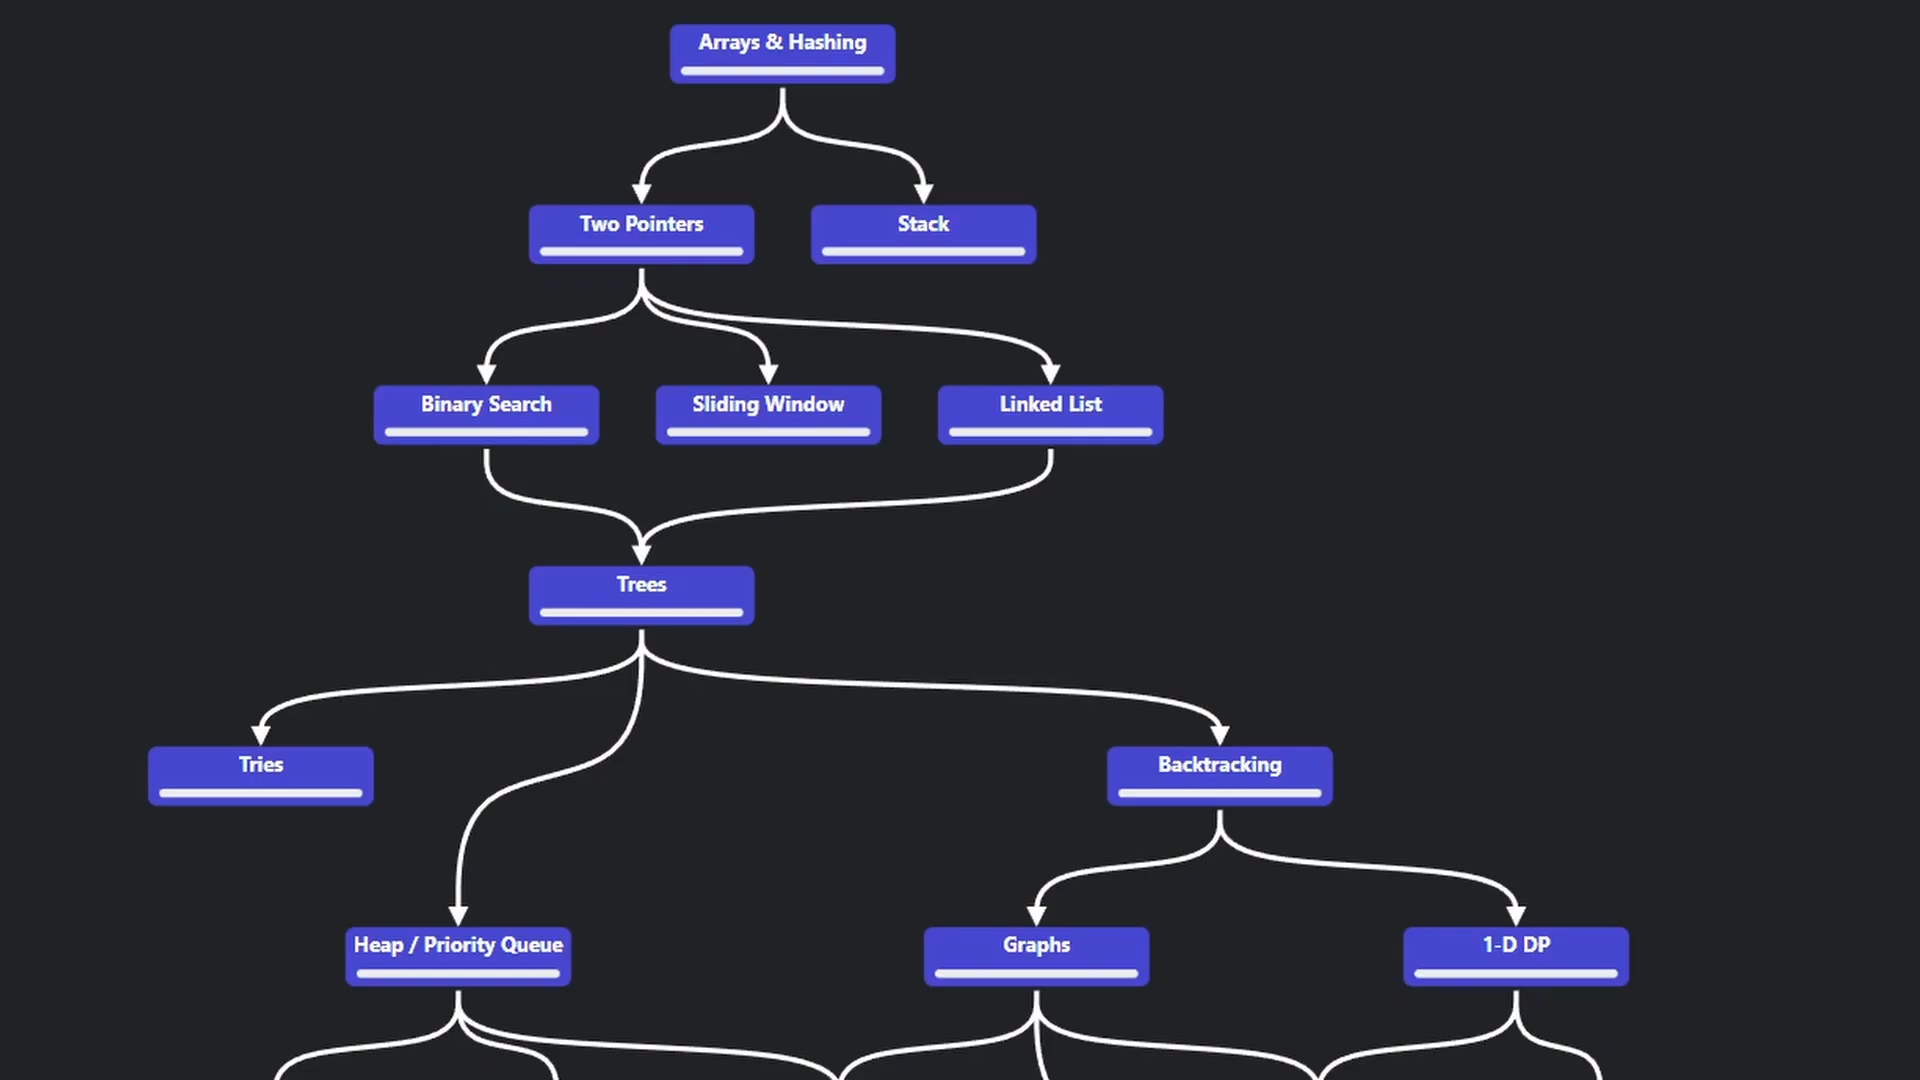 Arrays & Hashing
Two Pointers
Stack
Binary Search
Sliding Window
Linked List
Trees
Tries
Backtracking
Heap / Priority Queue
Graphs
1-D DP